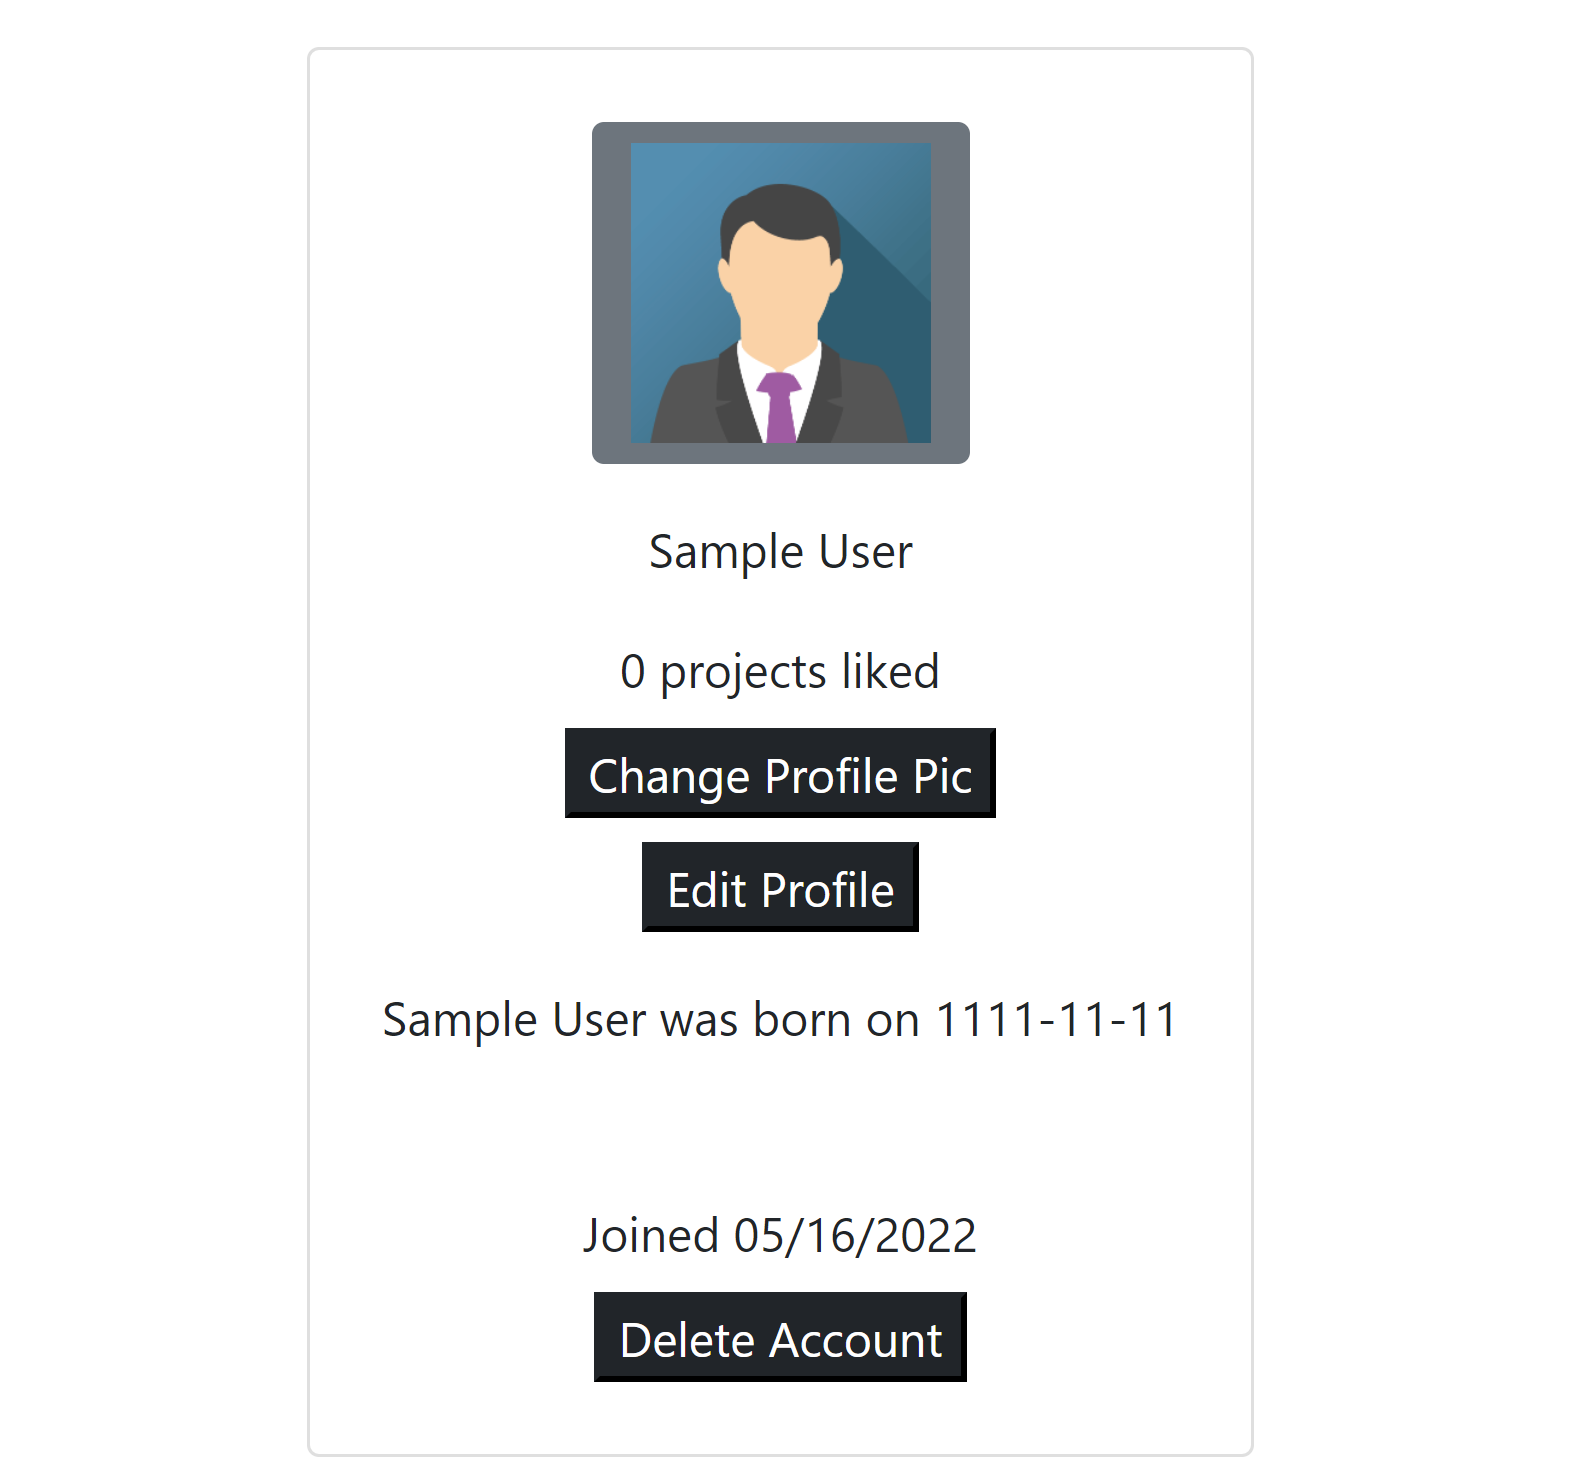 Sample User
0 projects liked
Change Profile Pic
Edit Profile
Sample User was born on 1111-11-11
Joined 05/16/2022
Delete Account